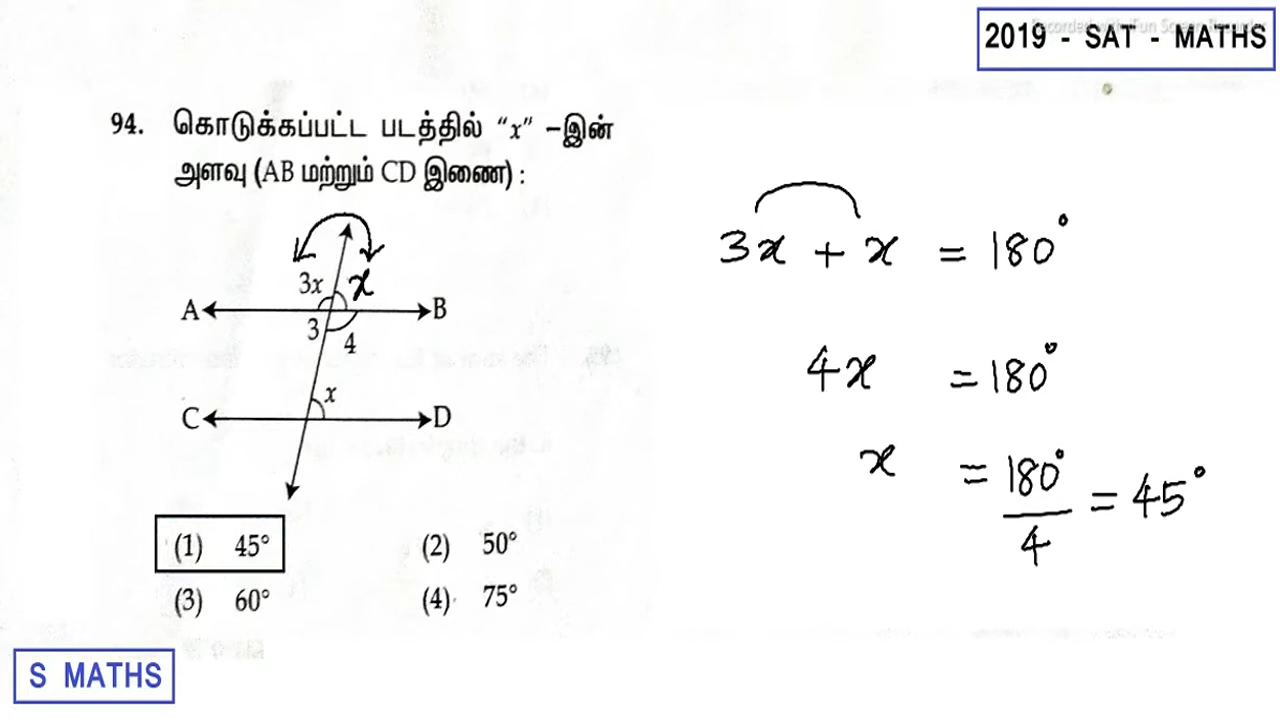 2019 - SAT - MATHS
94. கொடுக்கப்பட்ட படத்தில் “x” –இன்
அளவு (AB மற்றும் CD இணை) :
3x x
A B
3 4
x
C D
(1) 45° (2) 50°
(3) 60° (4) 75°
3x + x = 180°
4x = 180°
x = 180°/4 = 45°
S MATHS